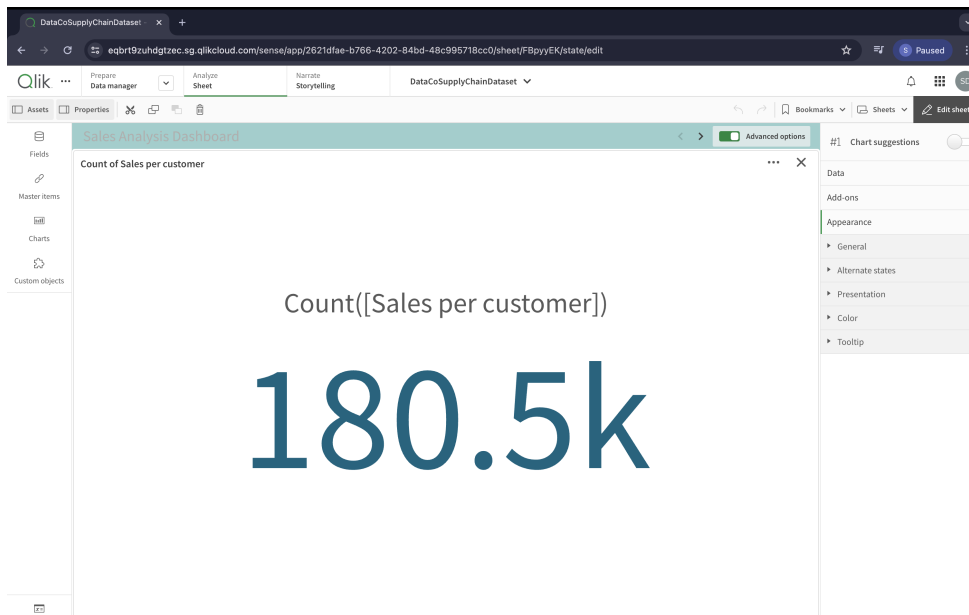 DataCoSupplyChainDataset -
eqbrt9zuhdgtzec.sg.qlikcloud.com/sense/app/2621dfae-b766-4202-84bd-48c995718cc0/sheet/FBpyyEK/state/edit
S Paused
Qlik
Prepare
Data manager
Analyze
Sheet
Narrate
Storytelling
DataCoSupplyChainDataset
Assets
Properties
Bookmarks
Sheets
Edit sheet
Fields
Master items
Charts
Custom objects
Sales Analysis Dashboard
Advanced options
Count of Sales per customer
Count([Sales per customer])
180.5k
#1 Chart suggestions
Data
Add-ons
Appearance
General
Alternate states
Presentation
Color
Tooltip